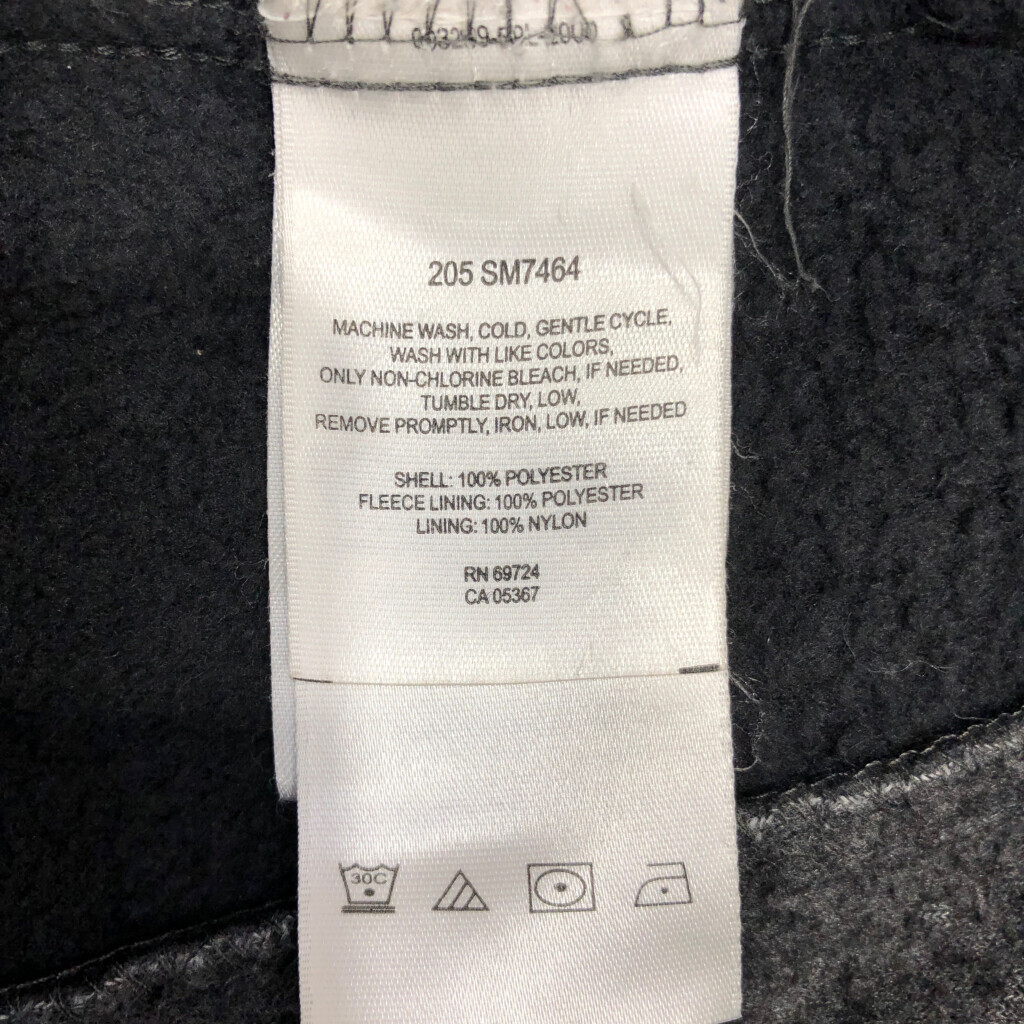 205 SM7464
MACHINE WASH, COLD, GENTLE CYCLE,
WASH WITH LIKE COLORS,
ONLY NON-CHLORINE BLEACH, IF NEEDED,
TUMBLE DRY, LOW,
REMOVE PROMPTLY, IRON, LOW, IF NEEDED
SHELL: 100% POLYESTER
FLEECE LINING: 100% POLYESTER
LINING: 100% NYLON
RN 69724
CA 05367
30C